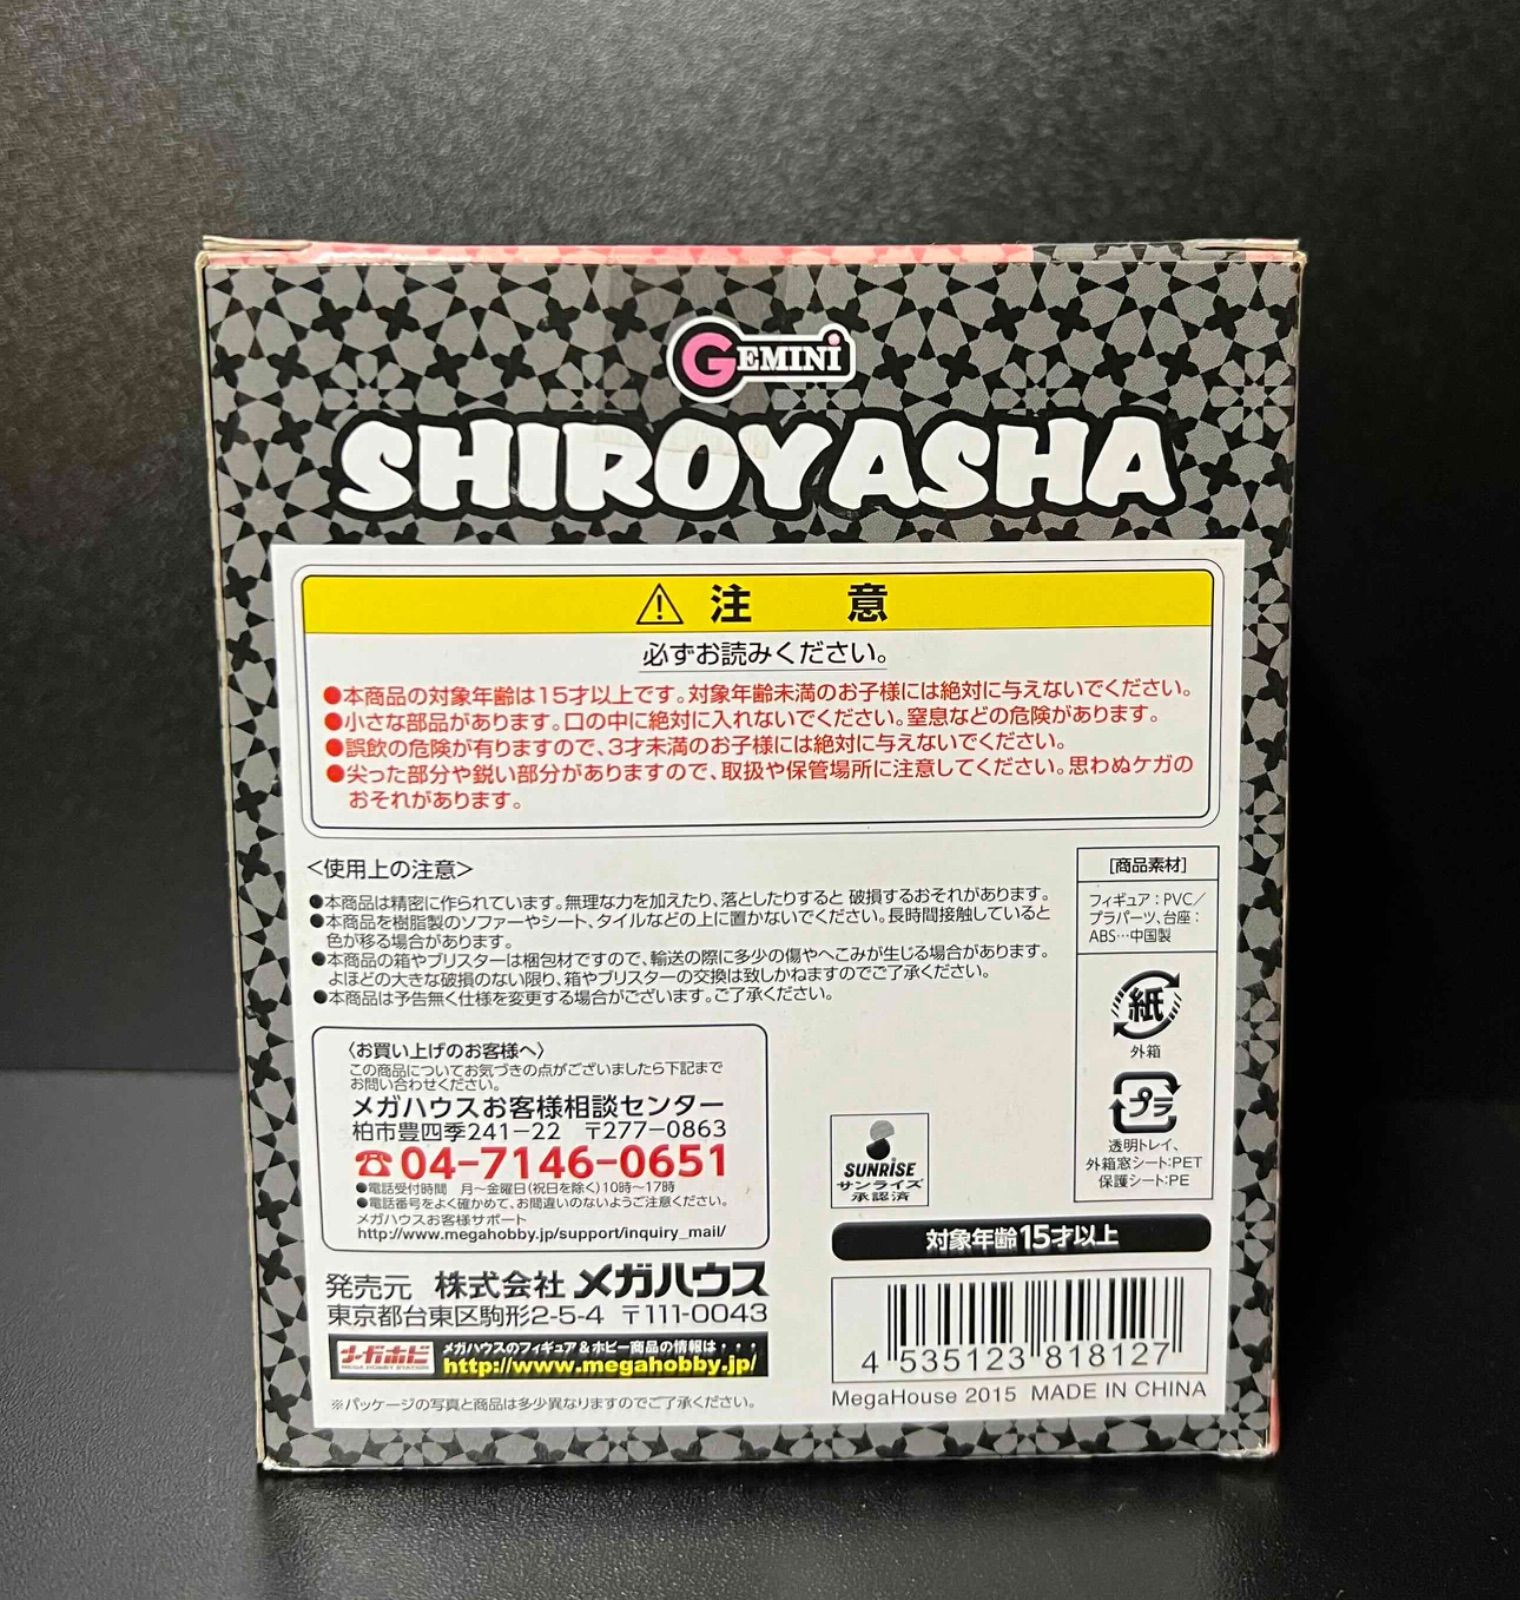 GEMINI
SHIROYASHA
⚠ 注 意
必ずお読みください。
●本商品の対象年齢は15才以上です。対象年齢未満のお子様には絶対に与えないでください。
●小さな部品があります。口の中に絶対に入れないでください。窒息などの危険があります。
●誤飲の危険が有りますので、3才未満のお子様には絶対に与えないでください。
●尖った部分や鋭い部分がありますので、取扱や保管場所に注意してください。思わぬケガの
おそれがあります。
<使用上の注意>
●本商品は精密に作られています。無理な力を加えたり、落としたりすると 破損するおそれがあります。
●本商品を樹脂製のソファーやシート、タイルなどの上に置かないでください。長時間接触していると
色が移る場合があります。
●本商品の箱やブリスターは梱包材ですので、輸送の際に多少の傷やへこみが生じる場合があります。
よほどの大きな破損のない限り、箱やブリスターの交換は致しかねますのでご了承ください。
●本商品は予告無く仕様を変更する場合がございます。ご了承ください。
[商品素材]
フィギュア：PVC／
プラパーツ、台座：
ABS…中国製
紙
外箱
プラ
透明トレイ、
外箱窓シート:PET
保護シート:PE
〈お買い上げのお客様へ〉
この商品についてお気づきの点がございましたら下記まで
お問い合わせください。
メガハウスお客様相談センター
柏市豊四季241-22 〒277-0863
☎04-7146-0651
●電話受付時間 月～金曜日(祝日を除く)10時～17時
●電話番号をよく確かめて、お間違いのないようご注意ください。
メガハウスお客様サポート
http://www.megahobby.jp/support/inquiry_mail/
SUNRISE
サンライズ
承認済
対象年齢15才以上
発売元 株式会社 メガハウス
東京都台東区駒形2-5-4 〒111-0043
メガホビ
MEGA HOBBY STATION
メガハウスのフィギュア＆ホビー商品の情報は・・・
http://www.megahobby.jp/
※パッケージの写真と商品は多少異なりますのでご了承ください。
4 535123 818127
MegaHouse 2015 MADE IN CHINA